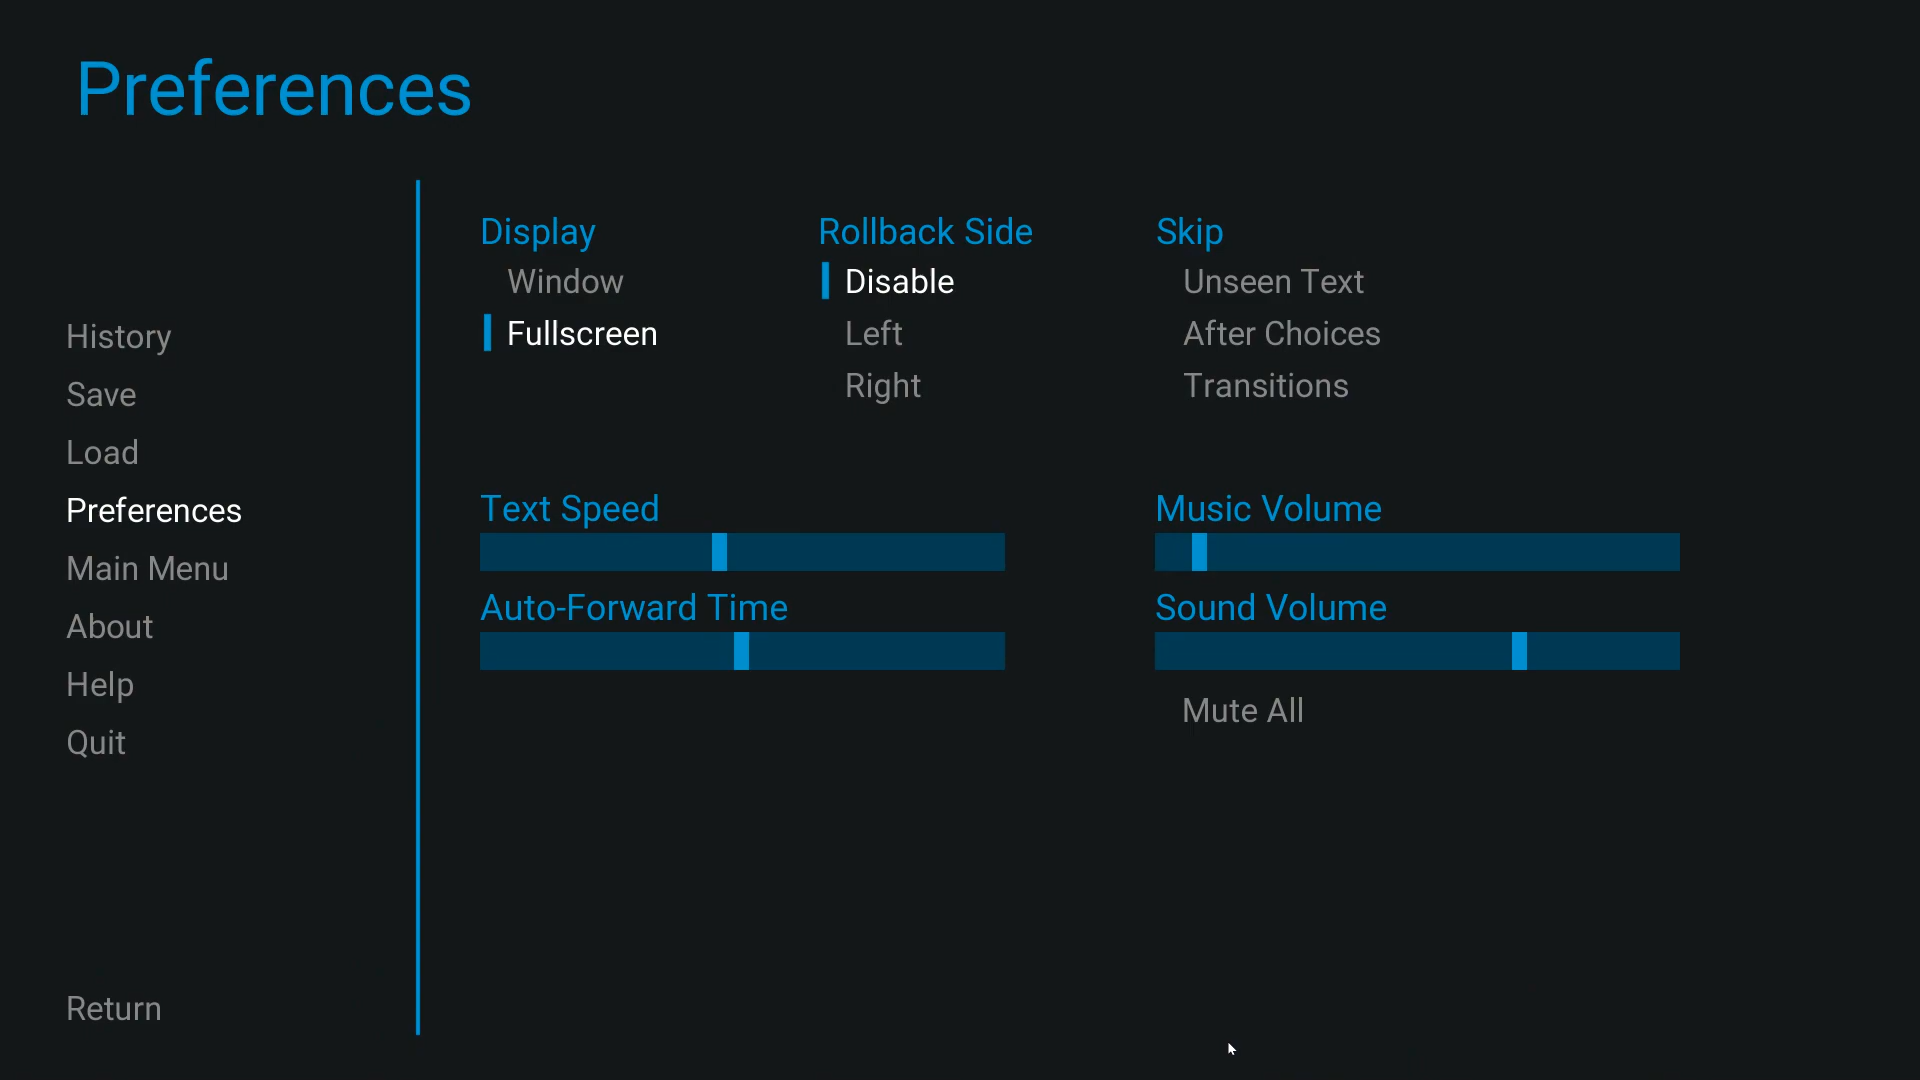 Preferences
History
Save
Load
Preferences
Main Menu
About
Help
Quit
Return
Display
Window
Fullscreen
Rollback Side
Disable
Left
Right
Skip
Unseen Text
After Choices
Transitions
Text Speed
Auto-Forward Time
Music Volume
Sound Volume
Mute All